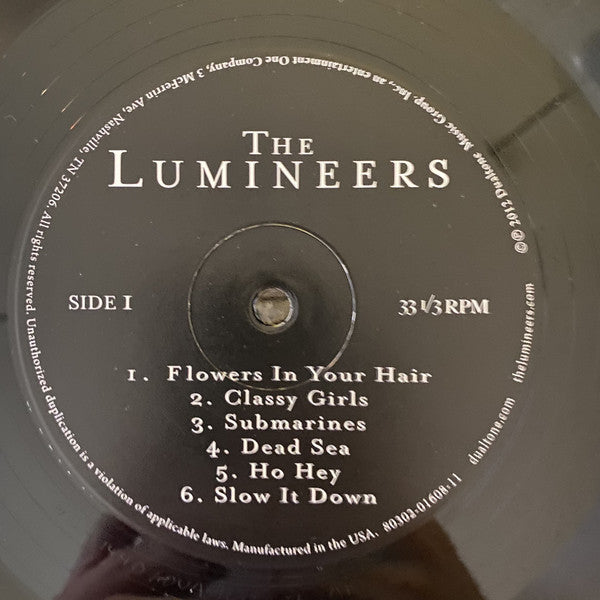 THE
LUMINEERS
SIDE 1
33 1/3 RPM
1. Flowers In Your Hair
2. Classy Girls
3. Submarines
4. Dead Sea
5. Ho Hey
6. Slow It Down
℗© 2012 Dualtone Music Group, Inc., an entertainment One Company, 3 McFerrin Ave, Nashville, TN 37206. All rights reserved. Unauthorized duplication is a violation of applicable laws. Manufactured in the USA. 80302-01608-11 dualtone.com thelumineers.com